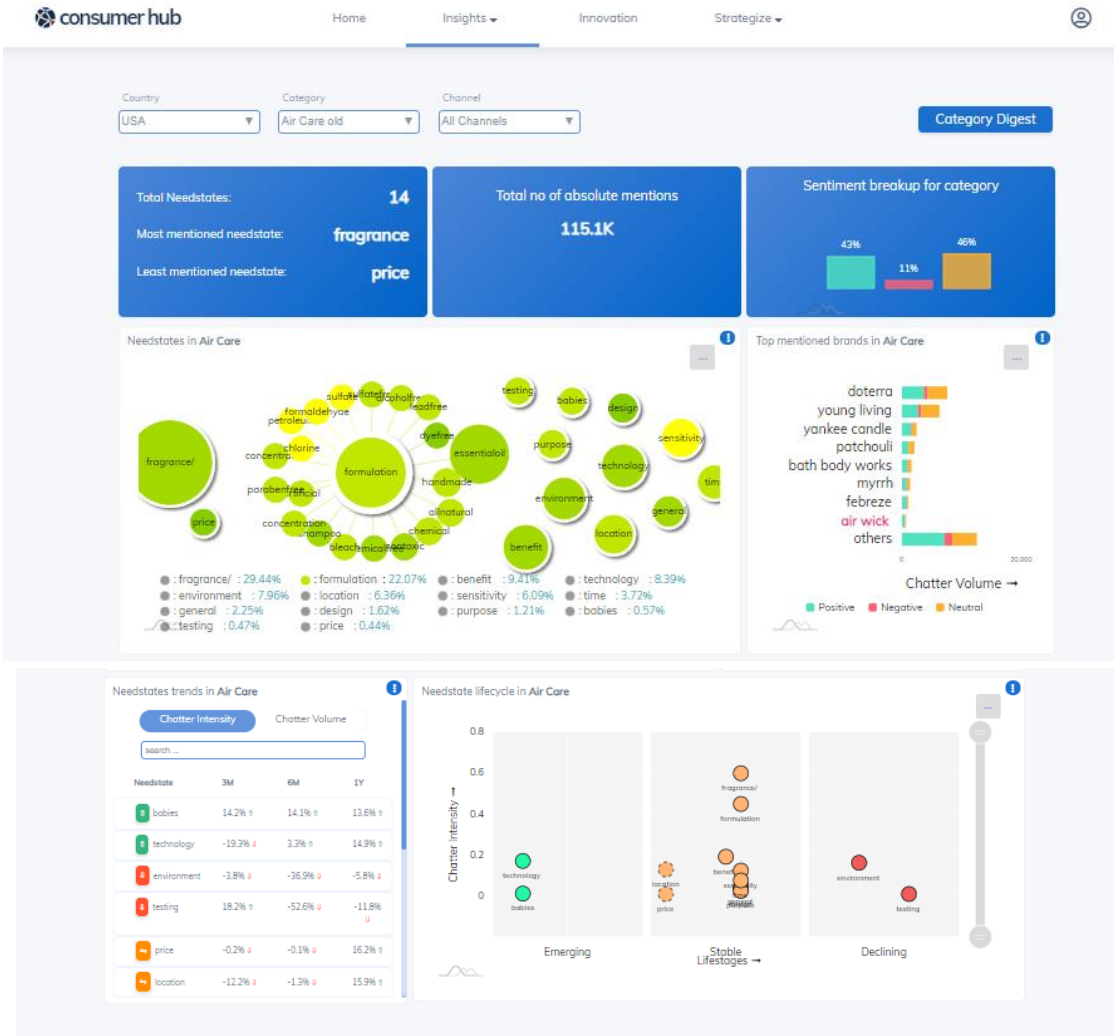 consumer hub
Home
Insights
Innovation
Strategize
Country
Category
Channel
USA
Air Care old
All Channels
Category Digest
Total Needstates:
14
Most mentioned needstate:
fragrance
Least mentioned needstate:
price
Total no of absolute mentions
115.1K
Sentiment breakup for category
43%
11%
46%
Needstates in Air Care
...
fragrance/
price
formulation
formaldehyde
chlorine
concentration
parabenfree
bleach
leadfree
dyefree
essentialoil
handmade
allnatural
chemical
testing
babies
design
purpose
sensitivity
technology
environment
general
location
benefit
: fragrance/ : 29.44%
: formulation : 22.07%
: benefit : 9.41%
: technology : 8.39%
: environment : 7.96%
: location : 6.36%
: sensitivity : 6.09%
: time : 3.72%
: general : 2.25%
: design : 1.62%
: purpose : 1.21%
: babies : 0.57%
: testing : 0.47%
: price : 0.44%
Top mentioned brands in Air Care
...
doterra
young living
yankee candle
patchouli
bath body works
myrrh
febreze
air wick
others
0
Chatter Volume →
Positive
Negative
Neutral
Needstates trends in Air Care
Chatter Intensity
Chatter Volume
search ...
Needstate
3M
6M
1Y
babies
14.2% ⇑
14.1% ⇑
13.6% ⇑
technology
-19.3% ⇓
3.3% ⇑
14.9% ⇑
environment
-3.8% ⇓
-36.9% ⇓
-5.8% ⇓
testing
18.2% ⇑
-52.6% ⇓
-11.8%
⇓
price
-0.2% ⇓
-0.1% ⇓
16.2% ⇑
location
-12.2% ⇓
-1.3% ⇓
15.9% ⇑
Needstate lifecycle in Air Care
...
Chatter Intensity →
0.8
0.6
0.4
0.2
0
fragrance/
formulation
technology
babies
location
price
environment
testing
Emerging
Stable
Declining
Lifestages →